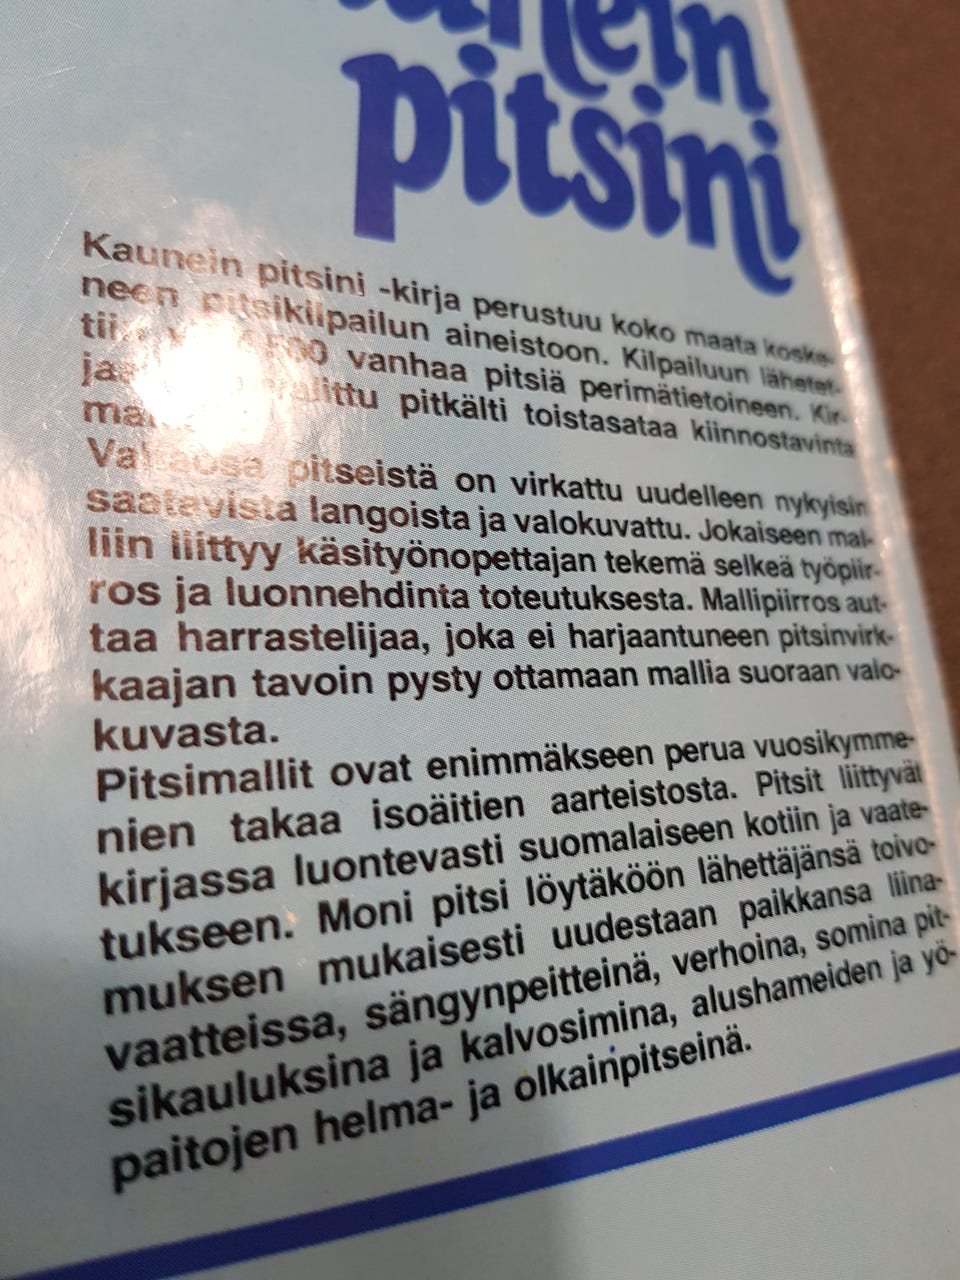 pitsini
Kaunein pitsini -kirja perustuu koko maata koske-
neen pitsikilpailun aineistoon. Kilpailuun lähetet-
vanhaa pitsiä perimätietoineen. Kir-
valittu pitkälti toistasataa kiinnostavinta
Valtaosa pitseistä on virkattu uudelleen nykyisin
saatavista langoista ja valokuvattu. Jokaiseen mal-
liin liittyy käsityönopettajan tekemä selkeä työpiir-
ros ja luonnehdinta toteutuksesta. Mallipiirros aut-
taa harrastelijaa, joka ei harjaantuneen pitsinvirk-
kaajan tavoin pysty ottamaan mallia suoraan valo-
kuvasta.
Pitsimallit ovat enimmäkseen perua vuosikymme-
nien takaa isoäitien aarteistosta. Pitsit liittyvät
kirjassa luontevasti suomalaiseen kotiin ja vaate-
tukseen. Moni pitsi löytäköön lähettäjänsä toivo-
muksen mukaisesti uudestaan paikkansa liina-
vaatteissa, sängynpeitteinä, verhoina, somina pit-
sikauluksina ja kalvosimina, alushameiden ja yö-
paitojen helma- ja olkainpitseinä.